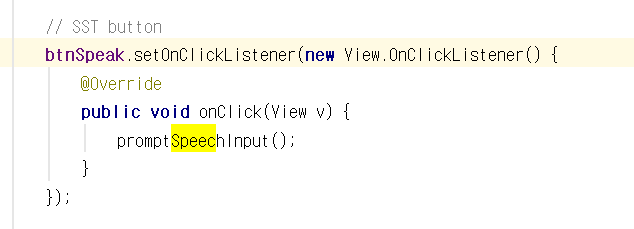 // SST button
btnSpeak.setOnClickListener(new View.OnClickListener() {
@Override
public void onClick(View v) {
promptSpeechInput();
}
});